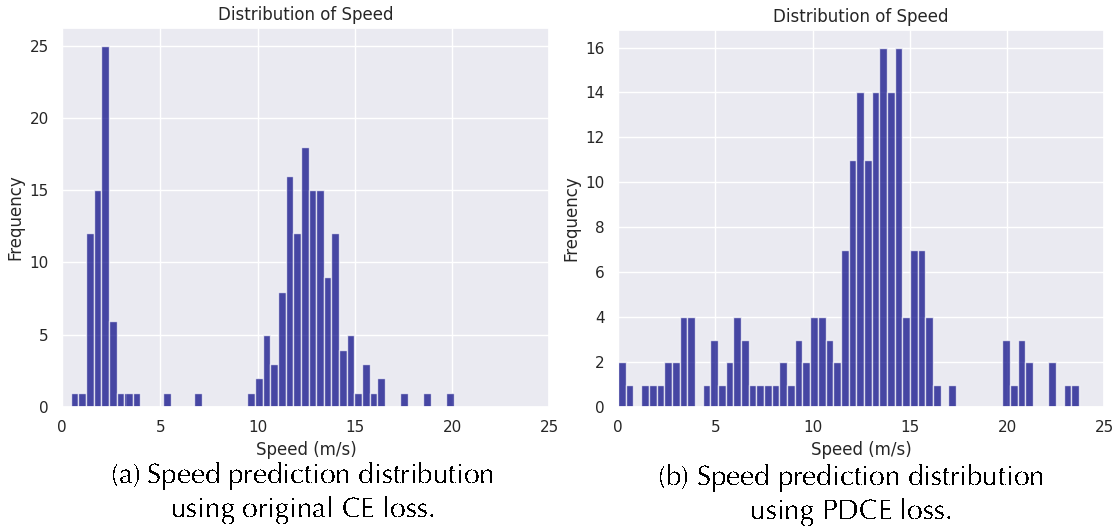 Distribution of Speed
25
20
15
10
5
0
Frequency
0 5 10 15 20 25
Speed (m/s)
(a) Speed prediction distribution
using original CE loss.
Distribution of Speed
16
14
12
10
8
6
4
2
0
Frequency
0 5 10 15 20 25
Speed (m/s)
(b) Speed prediction distribution
using PDCE loss.